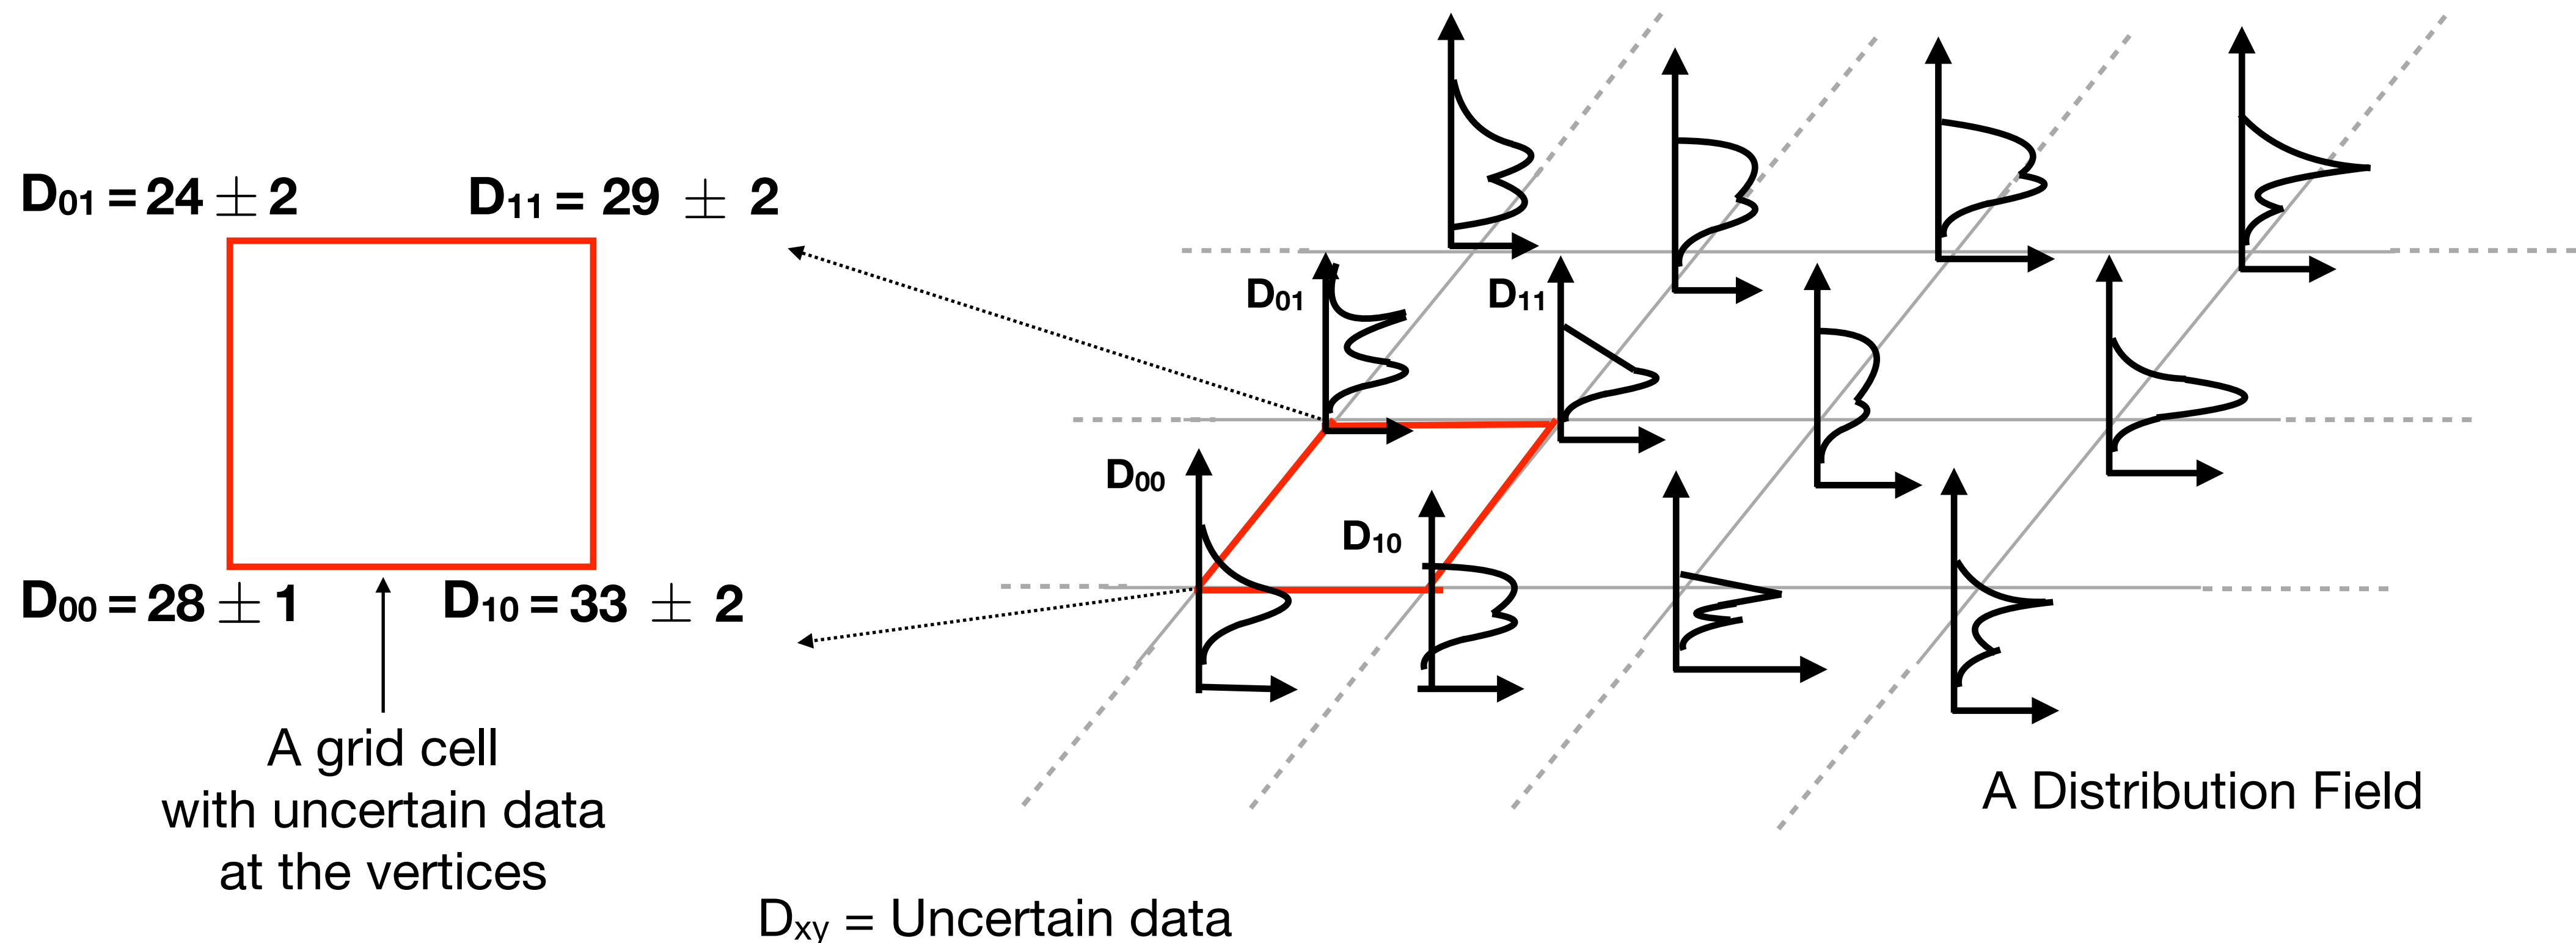 D₀₁ = 24 ± 2
D₁₁ = 29 ± 2
D₀₀ = 28 ± 1
D₁₀ = 33 ± 2
A grid cell
with uncertain data
at the vertices
D₀₁
D₁₁
D₀₀
D₁₀
A Distribution Field
Dₓᵧ = Uncertain data